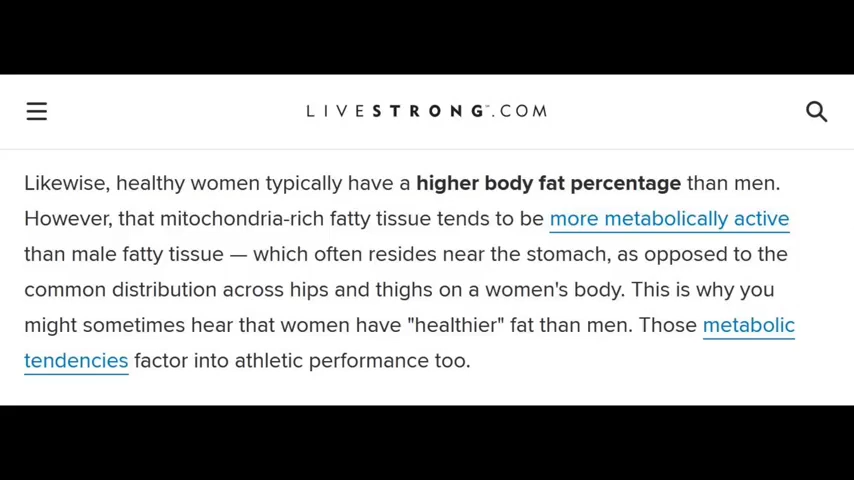 LIVESTRONG™.COM
Likewise, healthy women typically have a higher body fat percentage than men.
However, that mitochondria-rich fatty tissue tends to be more metabolically active
than male fatty tissue — which often resides near the stomach, as opposed to the
common distribution across hips and thighs on a women's body. This is why you
might sometimes hear that women have "healthier" fat than men. Those metabolic
tendencies factor into athletic performance too.